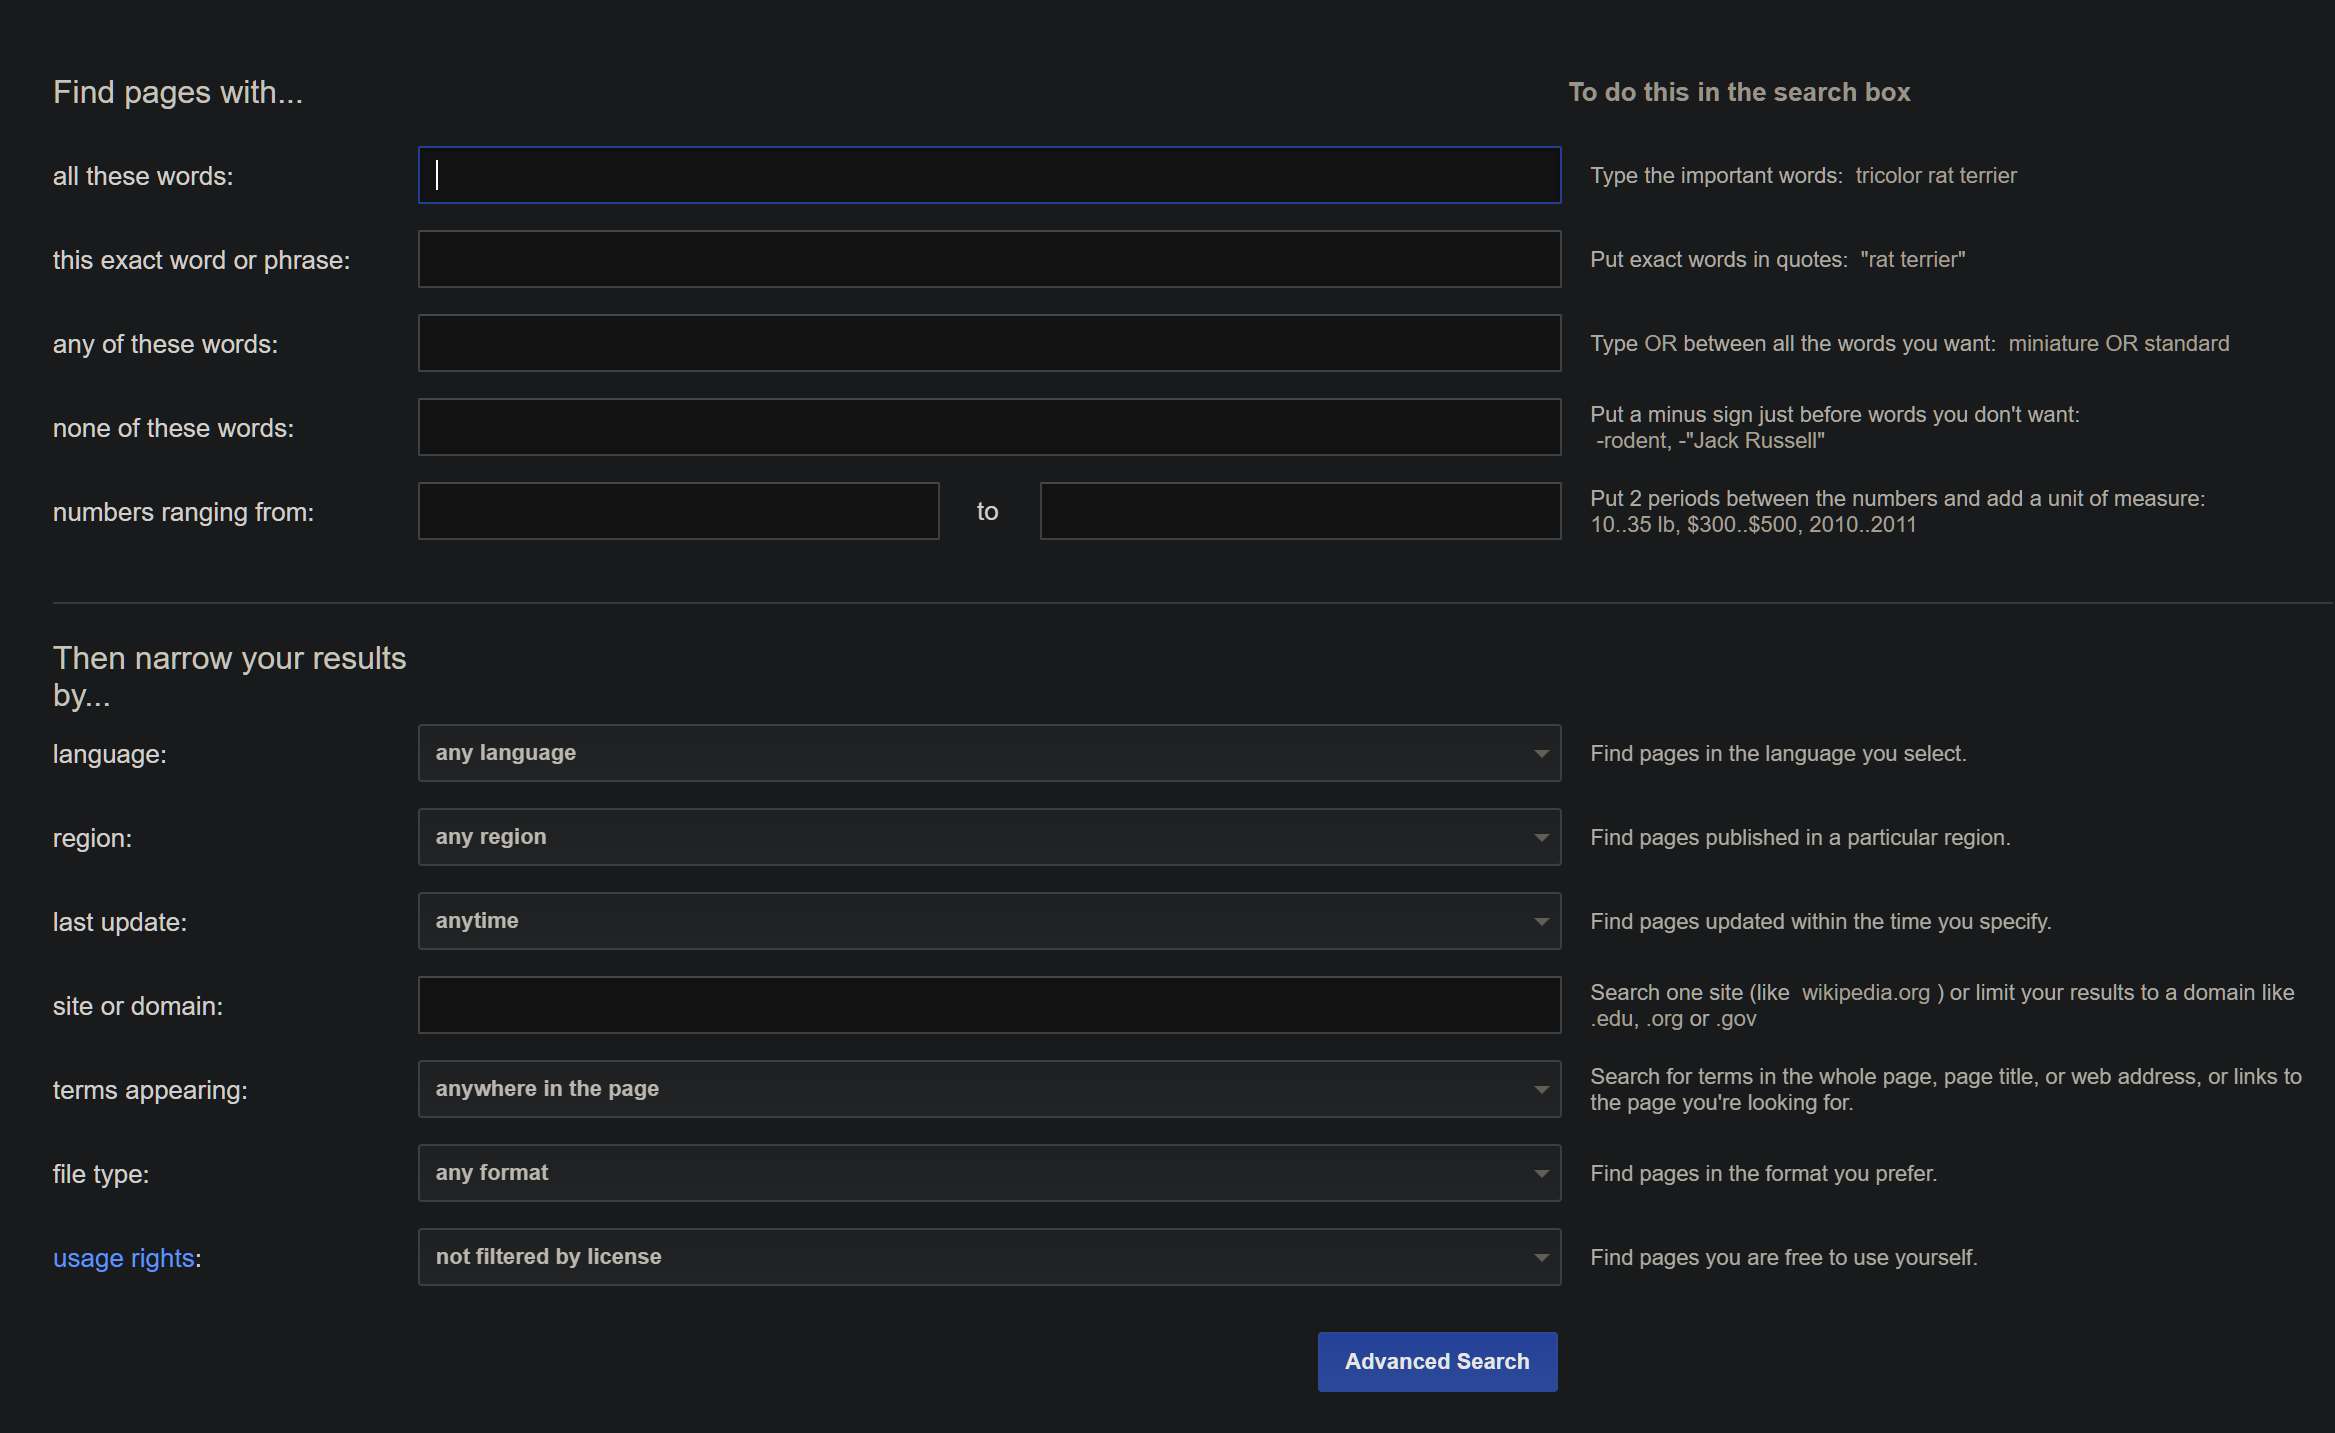 Find pages with...
To do this in the search box
all these words:
Type the important words: tricolor rat terrier
this exact word or phrase:
Put exact words in quotes: "rat terrier"
any of these words:
Type OR between all the words you want: miniature OR standard
none of these words:
Put a minus sign just before words you don't want:
-rodent, -"Jack Russell"
numbers ranging from:
to
Put 2 periods between the numbers and add a unit of measure:
10..35 lb, $300..$500, 2010..2011
Then narrow your results
by...
language:
any language
Find pages in the language you select.
region:
any region
Find pages published in a particular region.
last update:
anytime
Find pages updated within the time you specify.
site or domain:
Search one site (like wikipedia.org ) or limit your results to a domain like
.edu, .org or .gov
terms appearing:
anywhere in the page
Search for terms in the whole page, page title, or web address, or links to
the page you're looking for.
file type:
any format
Find pages in the format you prefer.
usage rights:
not filtered by license
Find pages you are free to use yourself.
Advanced Search